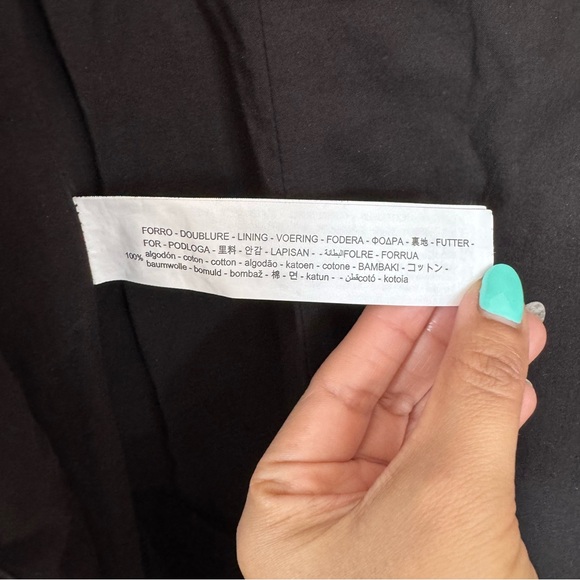 FORRO - DOUBLURE - LINING - VOERING - FODERA - ΦΟΔΡΑ - 裏地 - FUTTER -
FOR - PODLOGA - 里料 - 안감 - LAPISAN - - البطانة FOLRE - FORRUA
100% algodón - coton - cotton - algodão - katoen - cotone - BAMBAKI - コットン -
baumwolle - bomuld - bombaž - 棉 - 면 - katun - - قطن cotó - kotoia